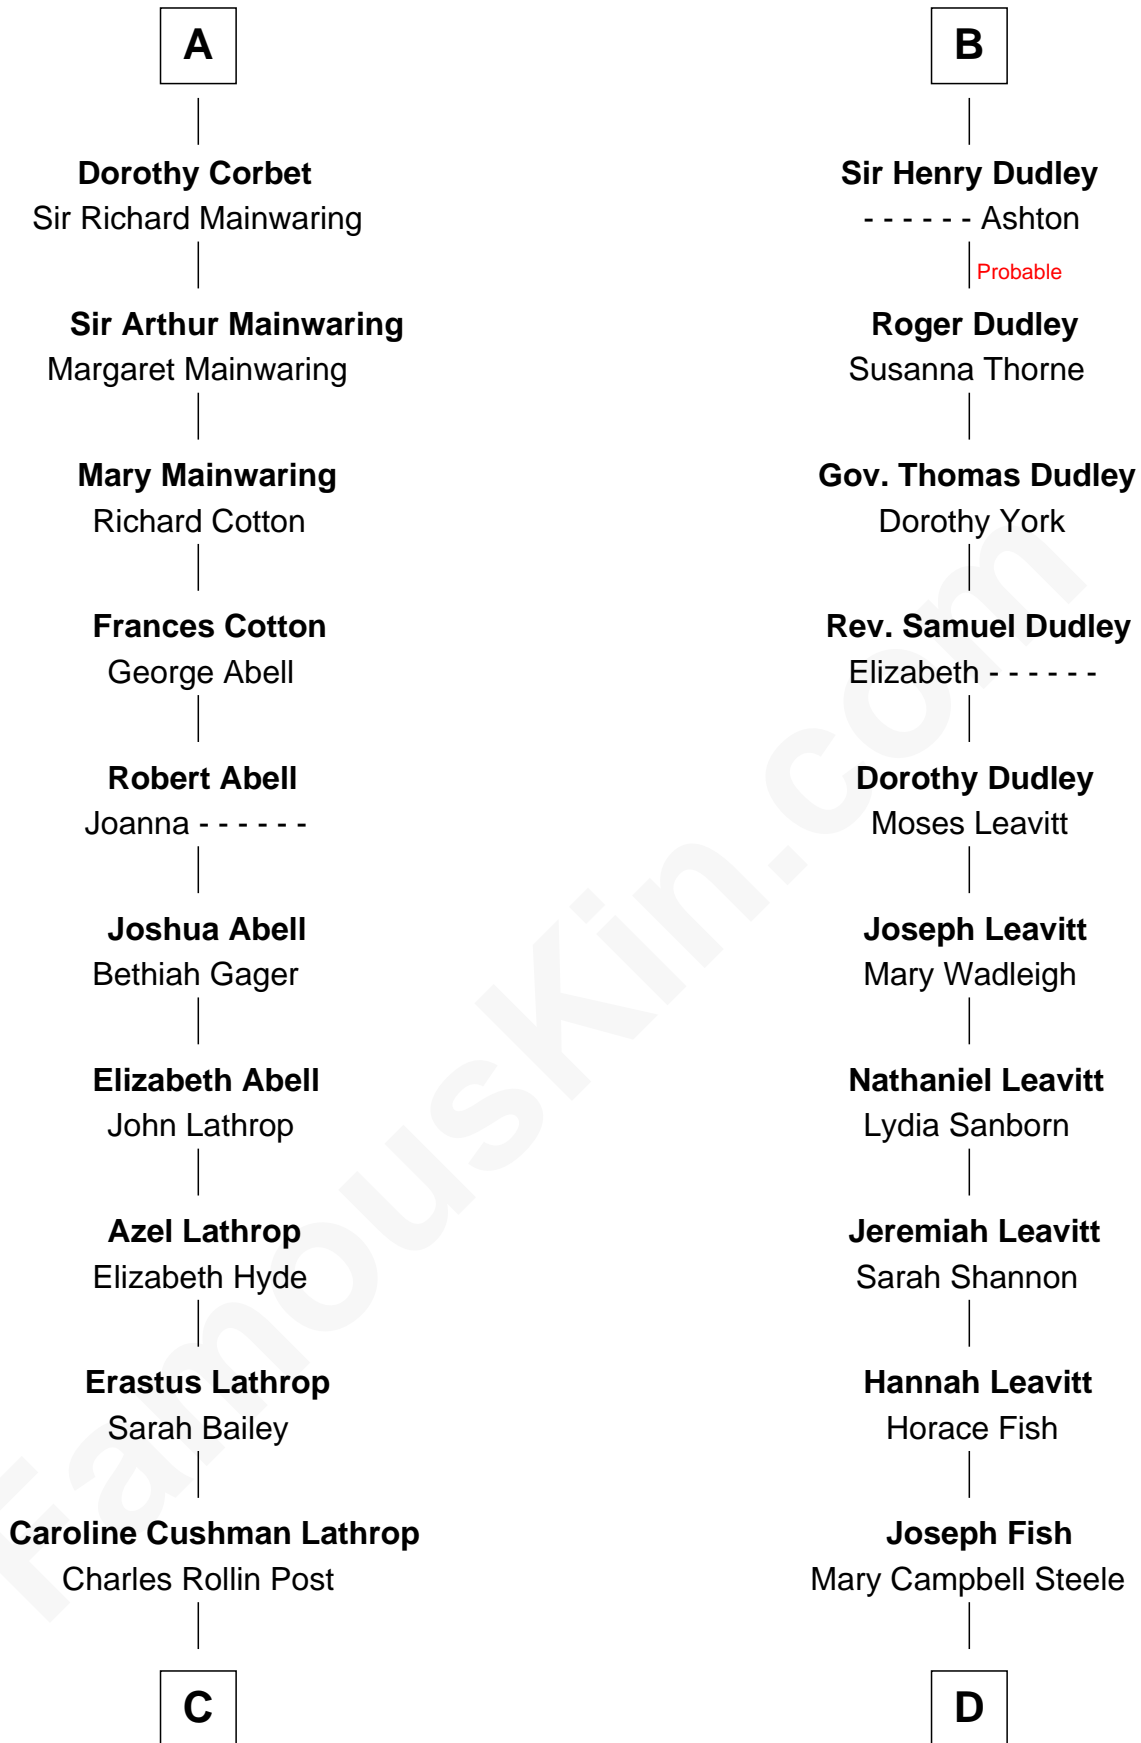 A
Dorothy Corbet
Sir Richard Mainwaring
Sir Arthur Mainwaring
Margaret Mainwaring
Mary Mainwaring
Richard Cotton
Frances Cotton
George Abell
Robert Abell
Joanna - - - - - -
Joshua Abell
Bethiah Gager
Elizabeth Abell
John Lathrop
Azel Lathrop
Elizabeth Hyde
Erastus Lathrop
Sarah Bailey
Caroline Cushman Lathrop
Charles Rollin Post
C
B
Sir Henry Dudley
- - - - - - Ashton
Probable
Roger Dudley
Susanna Thorne
Gov. Thomas Dudley
Dorothy York
Rev. Samuel Dudley
Elizabeth - - - - - -
Dorothy Dudley
Moses Leavitt
Joseph Leavitt
Mary Wadleigh
Nathaniel Leavitt
Lydia Sanborn
Jeremiah Leavitt
Sarah Shannon
Hannah Leavitt
Horace Fish
Joseph Fish
Mary Campbell Steele
D
FamousKin.com